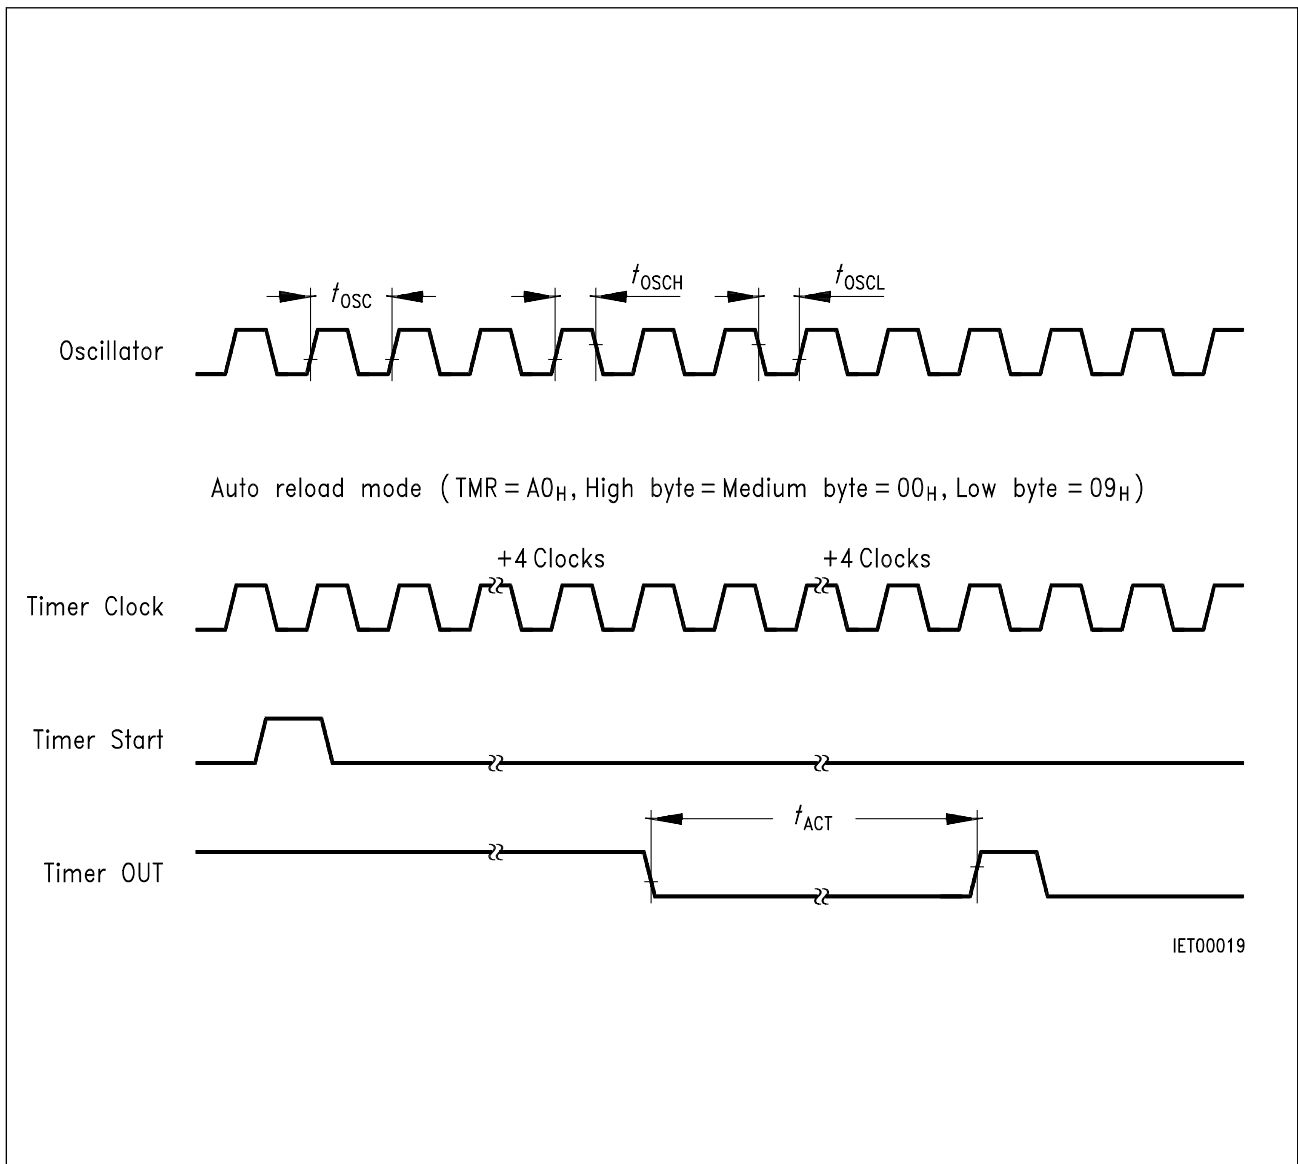 tOSC
tOSCH
tOSCL
Oscillator
Auto reload mode (TMR = A0H, High byte = Medium byte = 00H, Low byte = 09H)
+4 Clocks
+4 Clocks
Timer Clock
Timer Start
tACT
Timer OUT
IET00019